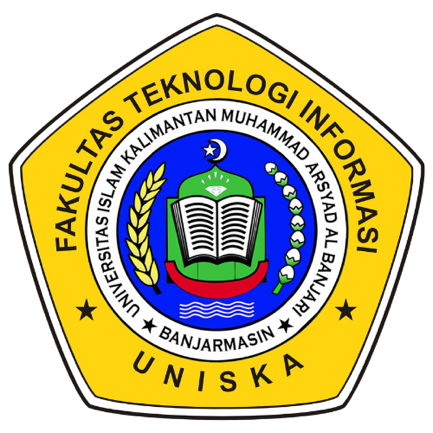 FAKULTAS TEKNOLOGI INFORMASI
UNIVERSITAS ISLAM KALIMANTAN MUHAMMAD ARSYAD AL BANJARI
BANJARMASIN
UNISKA